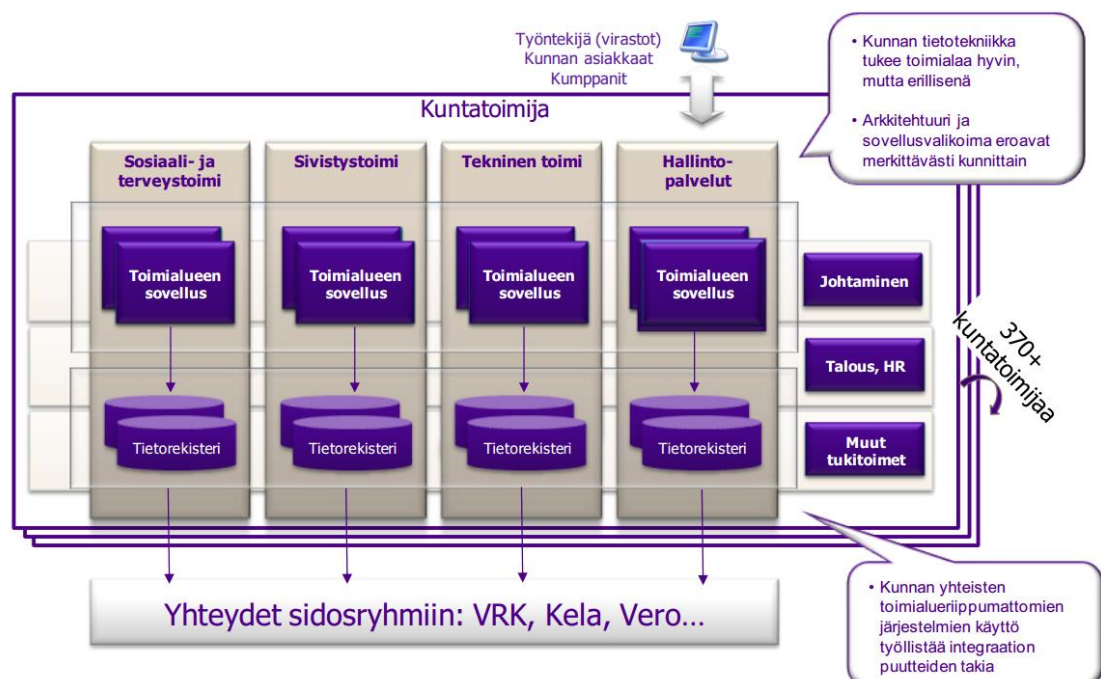 Työntekijä (virastot)
Kunnan asiakkaat
Kumppanit
• Kunnan tietotekniikka
tukee toimialaa hyvin,
mutta erillisenä
• Arkkitehtuuri ja
sovellusvalikoima eroavat
merkittävästi kunnittain
Kuntatoimija
Sosiaali- ja
terveystoimi
Sivistystoimi
Tekninen toimi
Hallinto-
palvelut
Toimialueen
sovellus
Toimialueen
sovellus
Toimialueen
sovellus
Toimialueen
sovellus
Johtaminen
Talous, HR
370+
kuntatoimijaa
Tietorekisteri
Tietorekisteri
Tietorekisteri
Tietorekisteri
Muut
tukitoimet
Yhteydet sidosryhmiin: VRK, Kela, Vero...
• Kunnan yhteisten
toimialueriippumattomien
järjestelmien käyttö
työllistää integraation
puutteiden takia